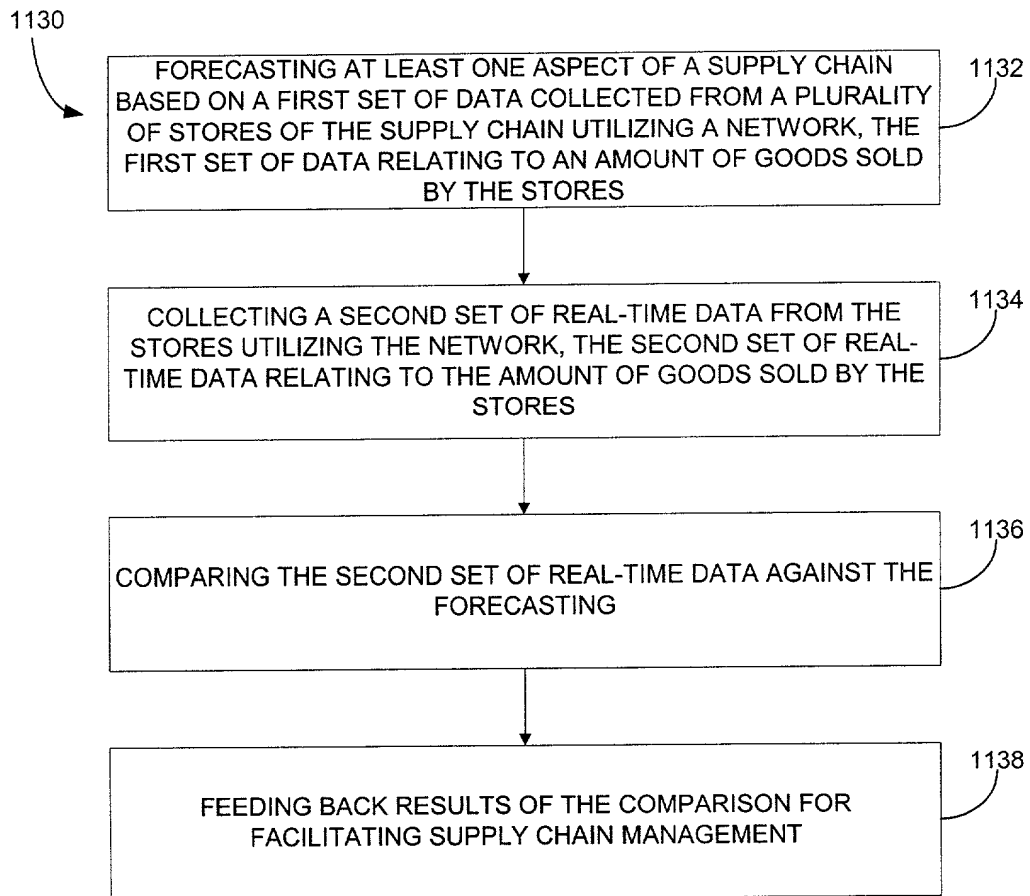 1130
FORECASTING AT LEAST ONE ASPECT OF A SUPPLY CHAIN
BASED ON A FIRST SET OF DATA COLLECTED FROM A PLURALITY
OF STORES OF THE SUPPLY CHAIN UTILIZING A NETWORK, THE
FIRST SET OF DATA RELATING TO AN AMOUNT OF GOODS SOLD
BY THE STORES
1132
COLLECTING A SECOND SET OF REAL-TIME DATA FROM THE
STORES UTILIZING THE NETWORK, THE SECOND SET OF REAL-
TIME DATA RELATING TO THE AMOUNT OF GOODS SOLD BY THE
STORES
1134
COMPARING THE SECOND SET OF REAL-TIME DATA AGAINST THE
FORECASTING
1136
FEEDING BACK RESULTS OF THE COMPARISON FOR
FACILITATING SUPPLY CHAIN MANAGEMENT
1138